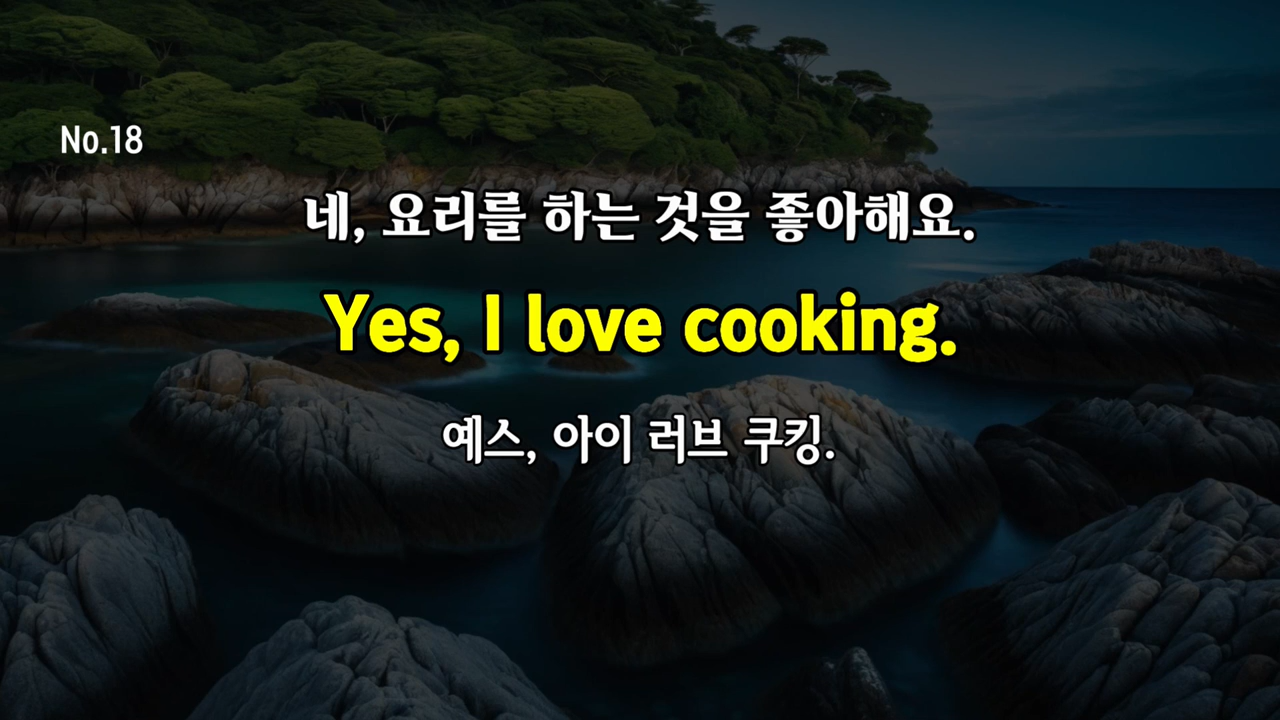 No.18
네, 요리를 하는 것을 좋아해요.
Yes, I love cooking.
예스, 아이 러브 쿠킹.